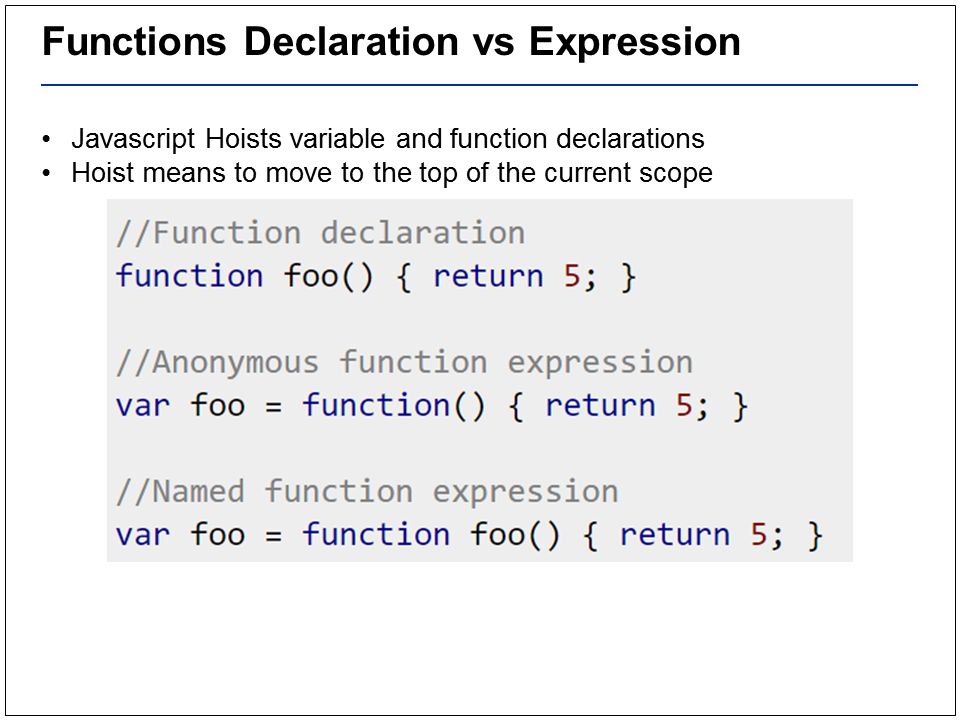 Functions Declaration vs Expression
• Javascript Hoists variable and function declarations
• Hoist means to move to the top of the current scope
//Function declaration
function foo() { return 5; }
//Anonymous function expression
var foo = function() { return 5; }
//Named function expression
var foo = function foo() { return 5; }